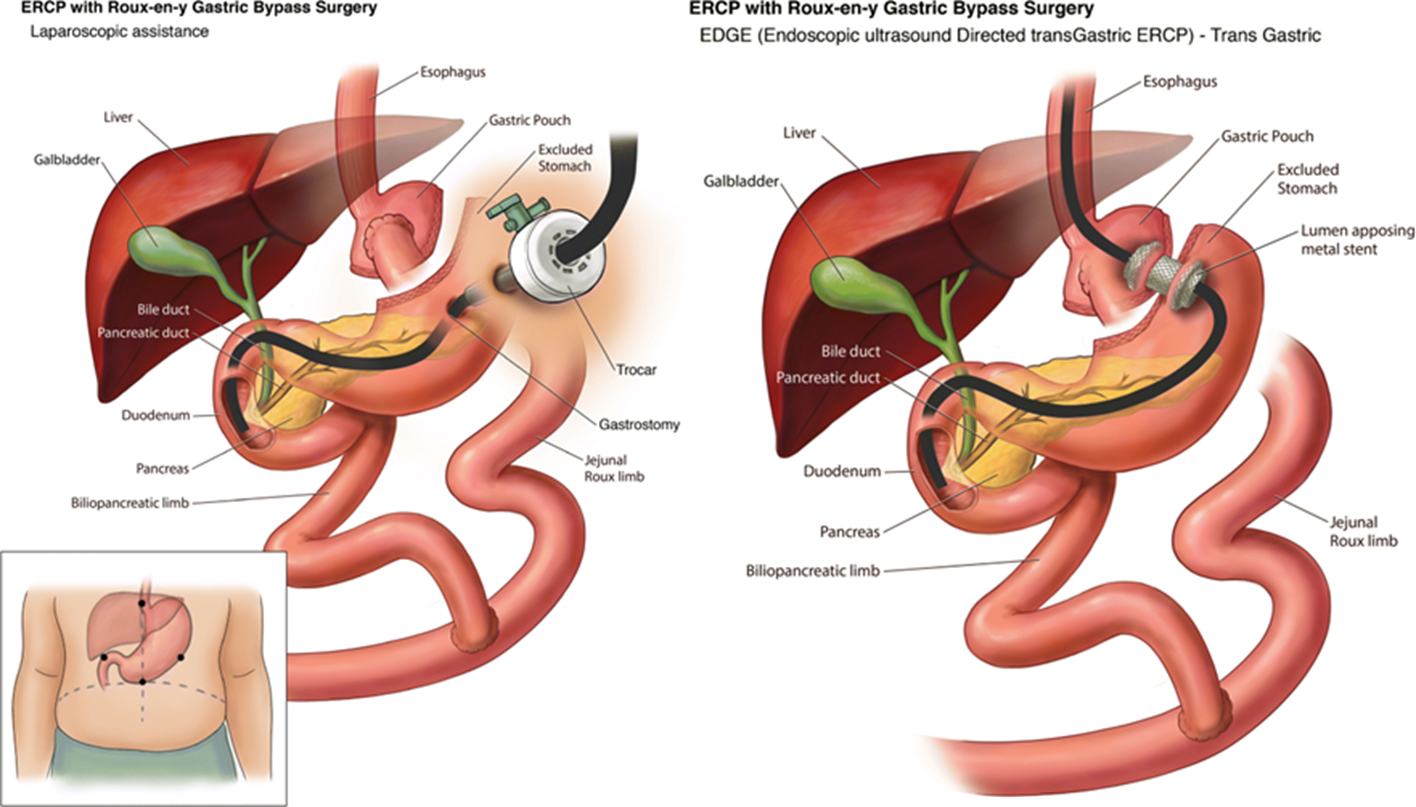 ERCP with Roux-en-y Gastric Bypass Surgery
Laparoscopic assistance
Esophagus
Liver
Gastric Pouch
Galbladder
Excluded
Stomach
Bile duct
Pancreatic duct
Trocar
Duodenum
Gastrostomy
Pancreas
Jejunal
Roux limb
Biliopancreatic limb
ERCP with Roux-en-y Gastric Bypass Surgery
EDGE (Endoscopic ultrasound Directed transGastric ERCP) - Trans Gastric
Esophagus
Liver
Gastric Pouch
Galbladder
Excluded
Stomach
Lumen apposing
metal stent
Bile duct
Pancreatic duct
Duodenum
Pancreas
Jejunal
Roux limb
Biliopancreatic limb